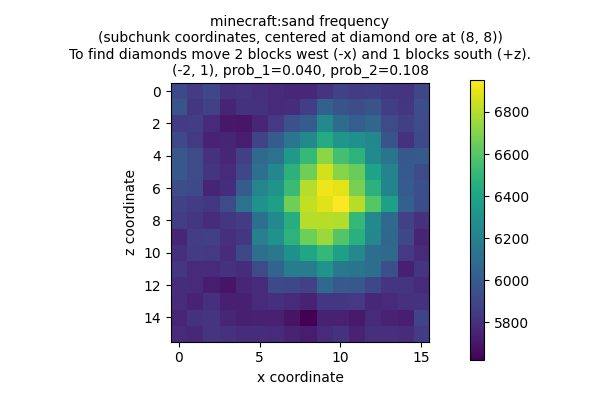 minecraft:sand frequency
(subchunk coordinates, centered at diamond ore at (8, 8))
To find diamonds move 2 blocks west (-x) and 1 blocks south (+z).
(-2, 1), prob_1=0.040, prob_2=0.108
0
2
4
6
8
10
12
14
z coordinate
0 5 10 15
x coordinate
6800
6600
6400
6200
6000
5800